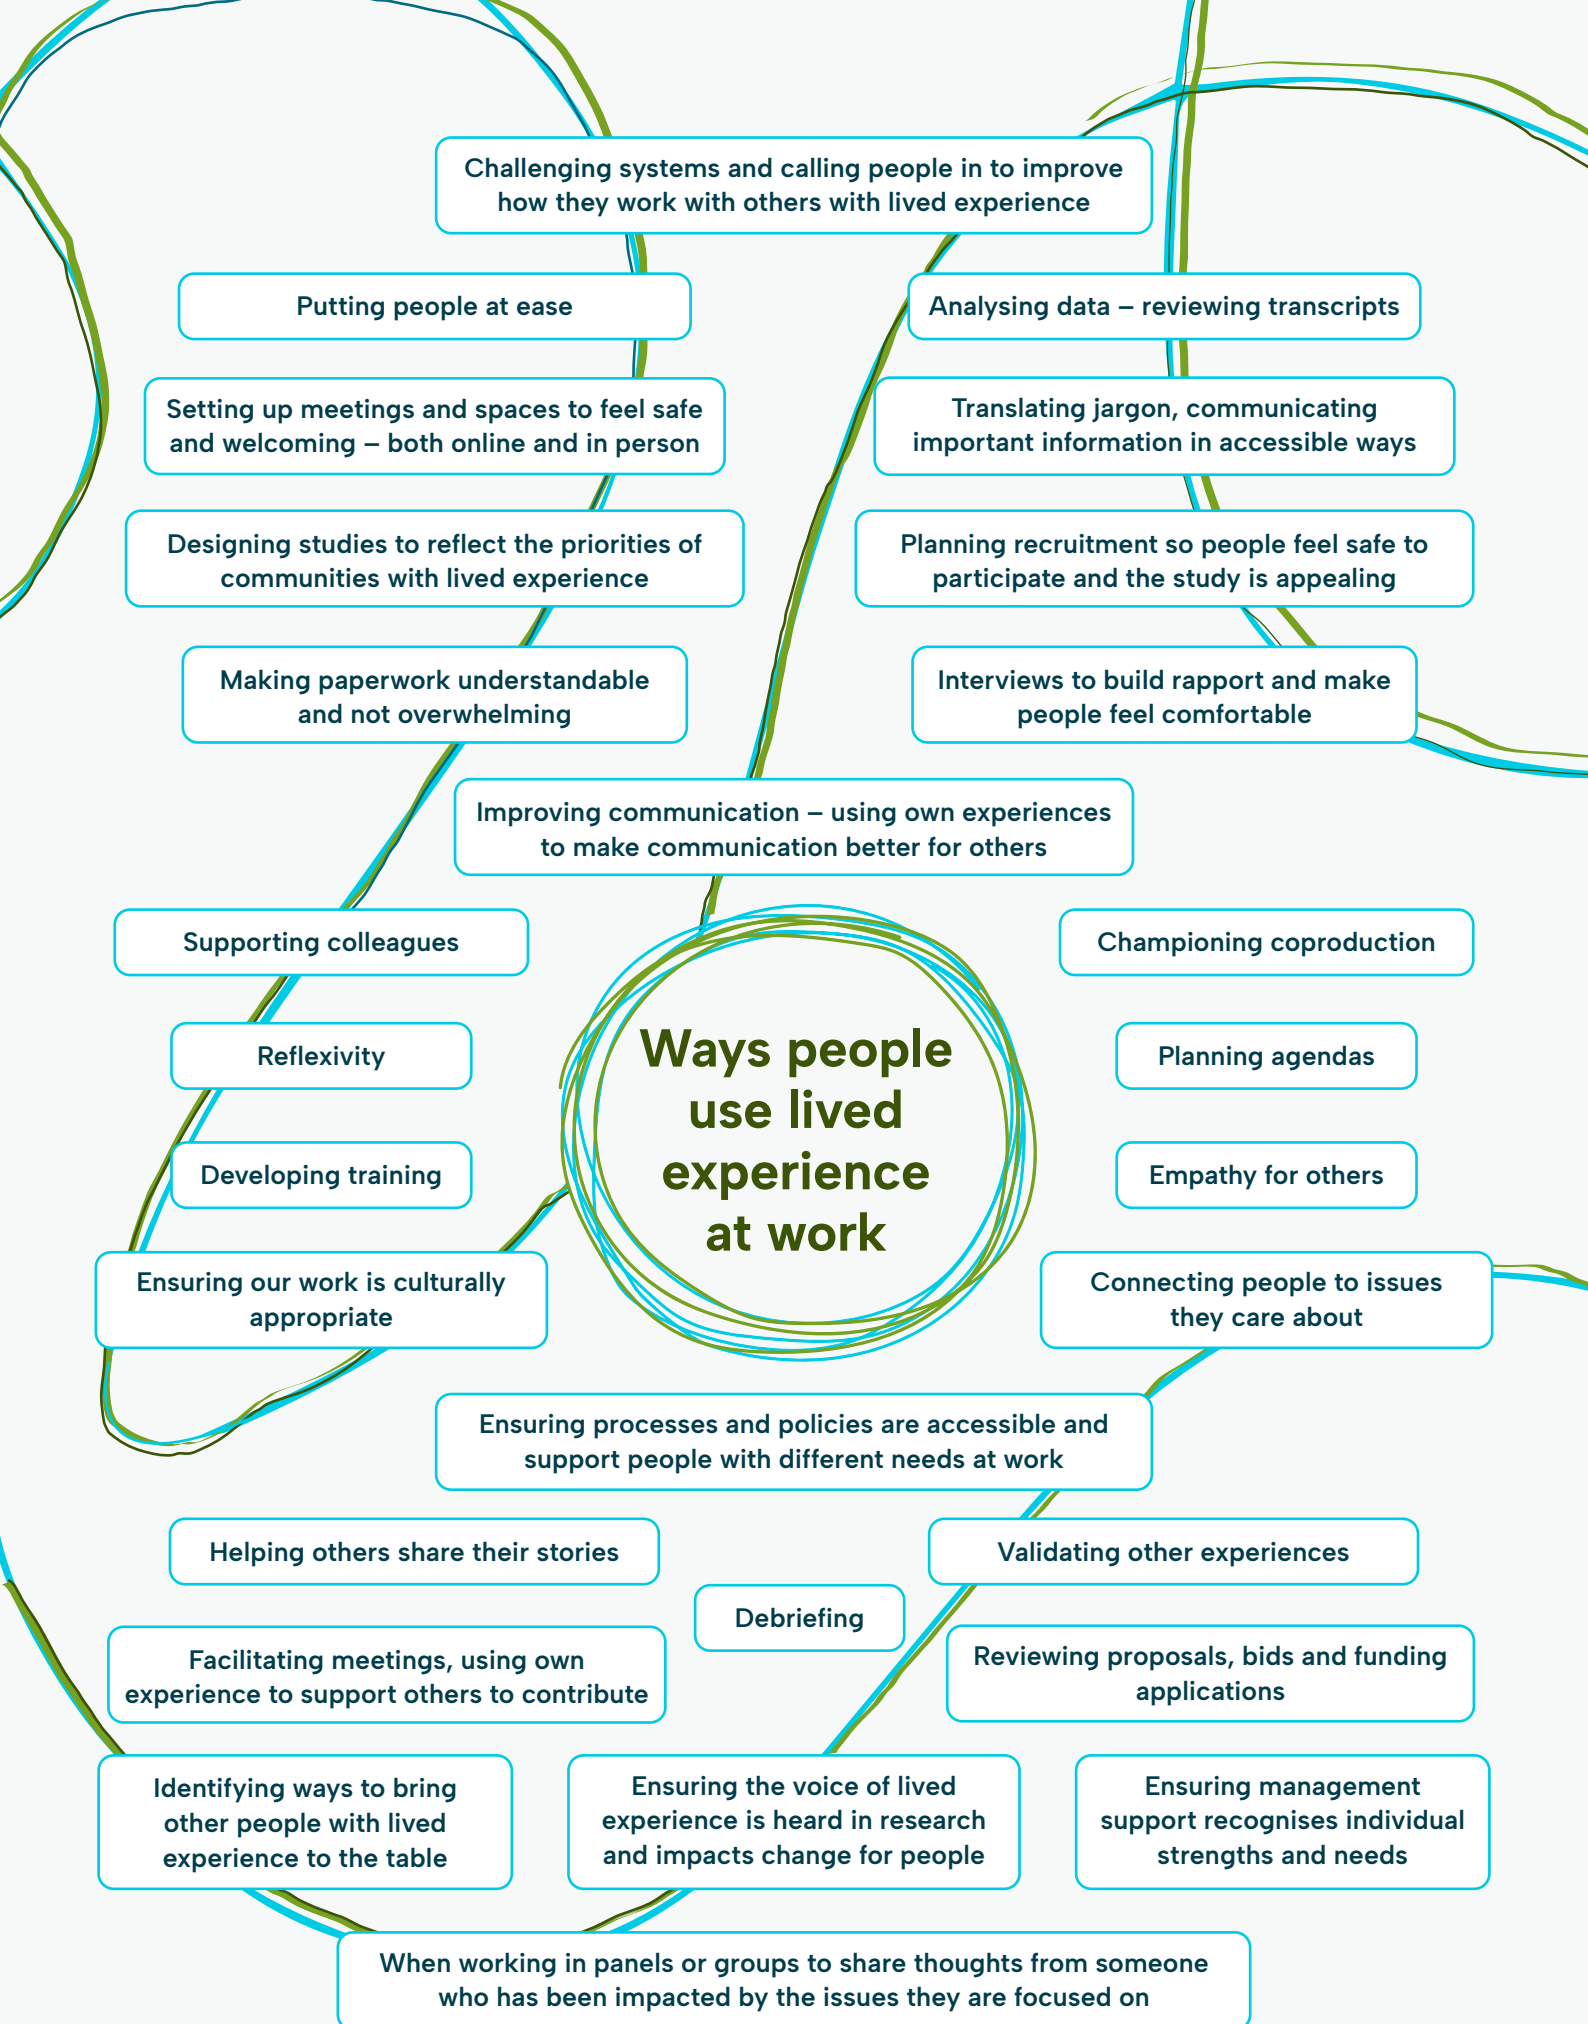 Challenging systems and calling people in to improve
how they work with others with lived experience
Putting people at ease
Analysing data – reviewing transcripts
Setting up meetings and spaces to feel safe
and welcoming – both online and in person
Translating jargon, communicating
important information in accessible ways
Designing studies to reflect the priorities of
communities with lived experience
Planning recruitment so people feel safe to
participate and the study is appealing
Making paperwork understandable
and not overwhelming
Interviews to build rapport and make
people feel comfortable
Improving communication – using own experiences
to make communication better for others
Supporting colleagues
Championing coproduction
Reflexivity
Planning agendas
Developing training
Empathy for others
Ways people
use lived
experience
at work
Ensuring our work is culturally
appropriate
Connecting people to issues
they care about
Ensuring processes and policies are accessible and
support people with different needs at work
Helping others share their stories
Validating other experiences
Debriefing
Facilitating meetings, using own
experience to support others to contribute
Reviewing proposals, bids and funding
applications
Identifying ways to bring
other people with lived
experience to the table
Ensuring the voice of lived
experience is heard in research
and impacts change for people
Ensuring management
support recognises individual
strengths and needs
When working in panels or groups to share thoughts from someone
who has been impacted by the issues they are focused on